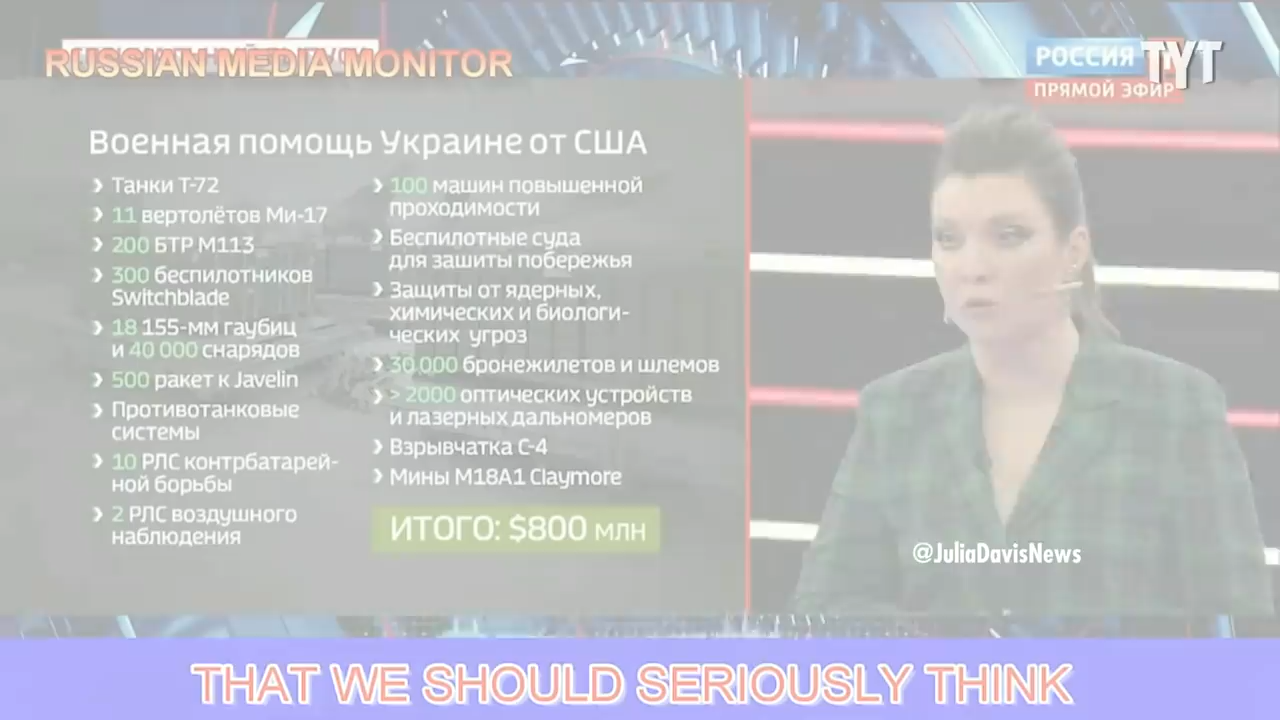 RUSSIAN MEDIA MONITOR
РОССИЯ
TYT
ПРЯМОЙ ЭФИР
Военная помощь Украине от США
Танки Т-72
11 вертолётов Ми-17
200 БТР М113
300 беспилотников
Switchblade
18 155-мм гаубиц
и 40 000 снарядов
500 ракет к Javelin
Противотанковые
системы
10 РЛС контрбатарей-
ной борьбы
2 РЛС воздушного
наблюдения
100 машин повышенной
проходимости
Беспилотные суда
для зашиты побережья
Защиты от ядерных,
химических и биологи-
ческих угроз
30 000 бронежилетов и шлемов
> 2000 оптических устройств
и лазерных дальномеров
Взрывчатка С-4
Мины M18A1 Claymore
ИТОГО: $800 млн
@JuliaDavisNews
THAT WE SHOULD SERIOUSLY THINK